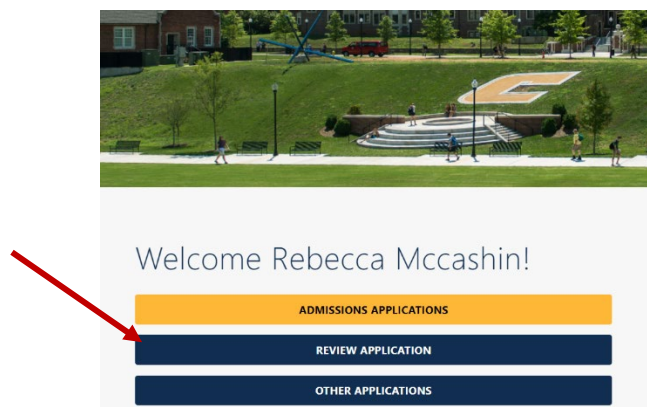 C
Welcome Rebecca Mccashin!
ADMISSIONS APPLICATIONS
REVIEW APPLICATION
OTHER APPLICATIONS